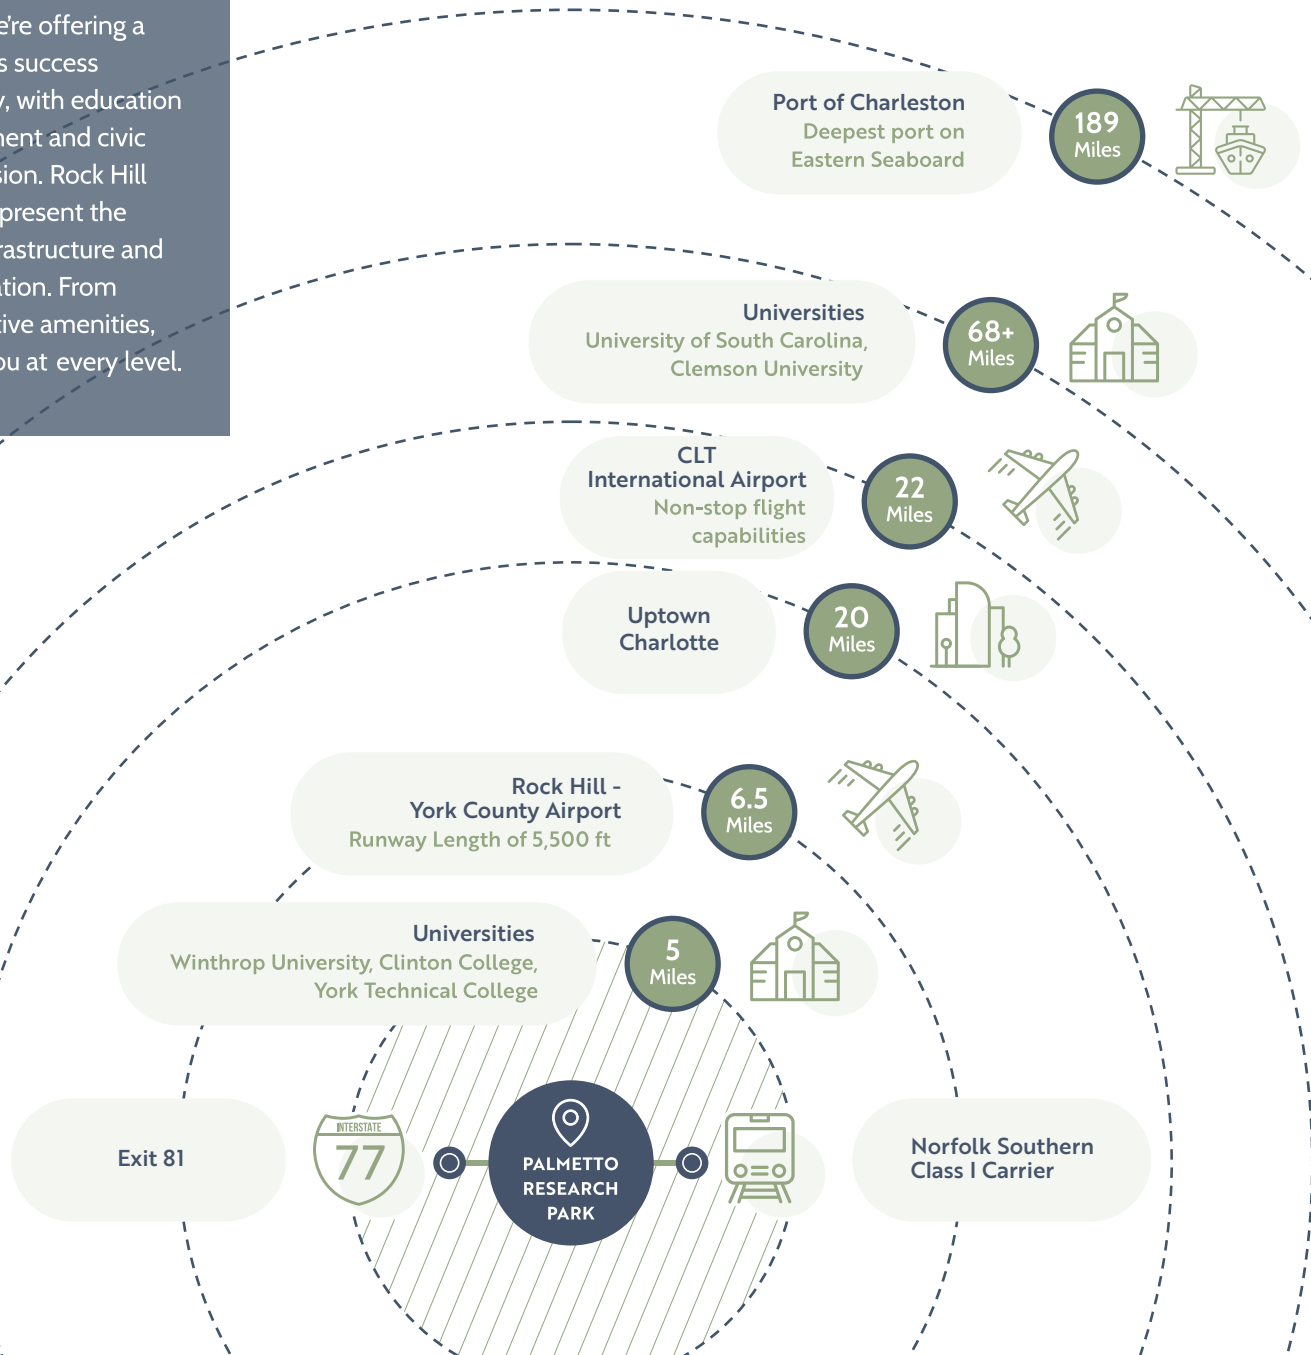 e're offering a
s success
, with education
ent and civic
sion. Rock Hill
present the
rastructure and
ation. From
tive amenities,
ou at every level.
Port of Charleston
Deepest port on
Eastern Seaboard
189
Miles
Universities
University of South Carolina,
Clemson University
68+
Miles
CLT
International Airport
Non-stop flight
capabilities
22
Miles
Uptown
Charlotte
20
Miles
Rock Hill -
York County Airport
Runway Length of 5,500 ft
6.5
Miles
Universities
Winthrop University, Clinton College,
York Technical College
5
Miles
Exit 81
INTERSTATE
77
PALMETTO
RESEARCH
PARK
Norfolk Southern
Class I Carrier